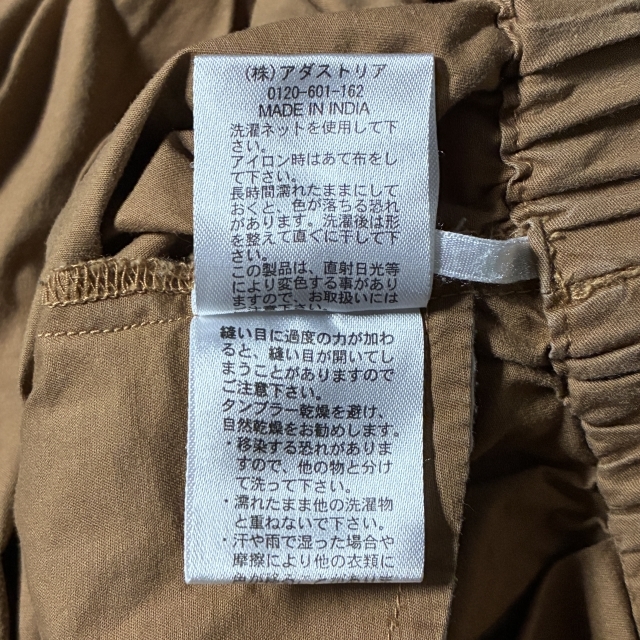 (株)アダストリア
0120-601-162
MADE IN INDIA
洗濯ネットを使用して下
さい。
アイロン時はあて布をし
て下さい。
長時間濡れたままにして
おくと、色が落ちる恐れ
があります。洗濯後は形
を整えて直ぐに干して下
さい。
この製品は、直射日光等
により変色する事があり
ますので、お取扱いには
縫い目に過度の力が加わ
ると、縫い目が開いてし
まうことがありますので
ご注意下さい。
タンブラー乾燥を避け、
自然乾燥をお勧めします。
・移染する恐れがありま
すので、他の物と分け
て洗って下さい。
・濡れたまま他の洗濯物
と重ねないで下さい。
・汗や雨で湿った場合や
摩擦により他の衣類に